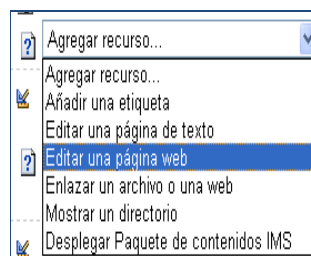 Agregar recurso...
Agregar recurso...
Añadir una etiqueta
Editar una página de texto
Editar una página web
Enlazar un archivo o una web
Mostrar un directorio
Desplegar Paquete de contenidos IMS